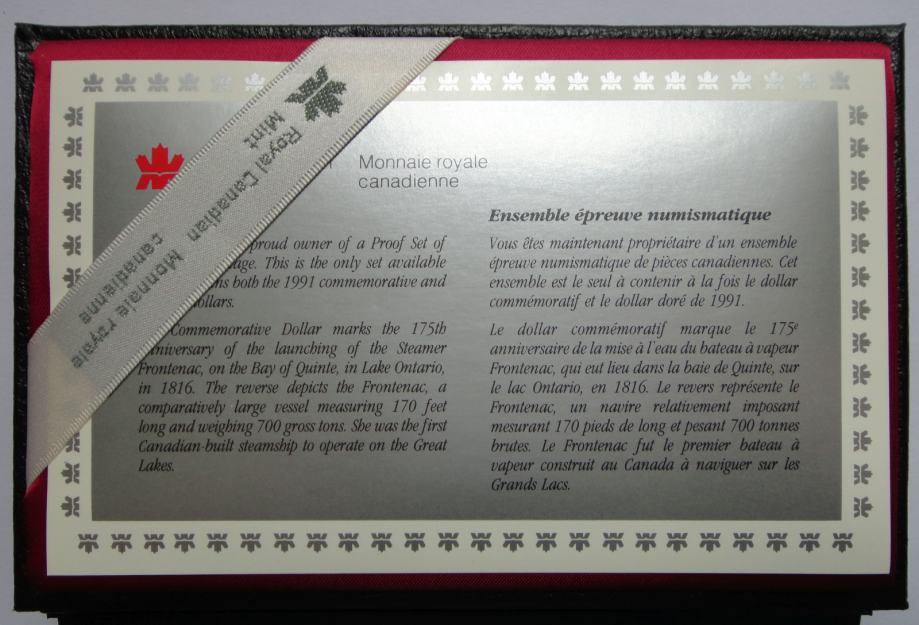 Royal Canadian Monnaie royale
Mint canadienne
Monnaie royale
canadienne
proud owner of a Proof Set of
This is the only set available
both the 1991 commemorative and
Commemorative Dollar marks the 175th
of the launching of the Steamer
Frontenac, on the Bay of Quinte, in Lake Ontario,
in 1816. The reverse depicts the Frontenac, a
comparatively large vessel measuring 170 feet
long and weighing 700 gross tons. She was the first
Canadian-built steamship to operate on the Great
Lakes.
Ensemble épreuve numismatique
Vous êtes maintenant propriétaire d'un ensemble
épreuve numismatique de pièces canadiennes. Cet
ensemble est le seul à contenir à la fois le dollar
commémoratif et le dollar doré de 1991.
Le dollar commémoratif marque le 175e
anniversaire de la mise à l'eau du bateau à vapeur
Frontenac, qui eut lieu dans la baie de Quinte, sur
le lac Ontario, en 1816. Le revers représente le
Frontenac, un navire relativement imposant
mesurant 170 pieds de long et pesant 700 tonnes
brutes. Le Frontenac fut le premier bateau à
vapeur construit au Canada à naviguer sur les
Grands Lacs.